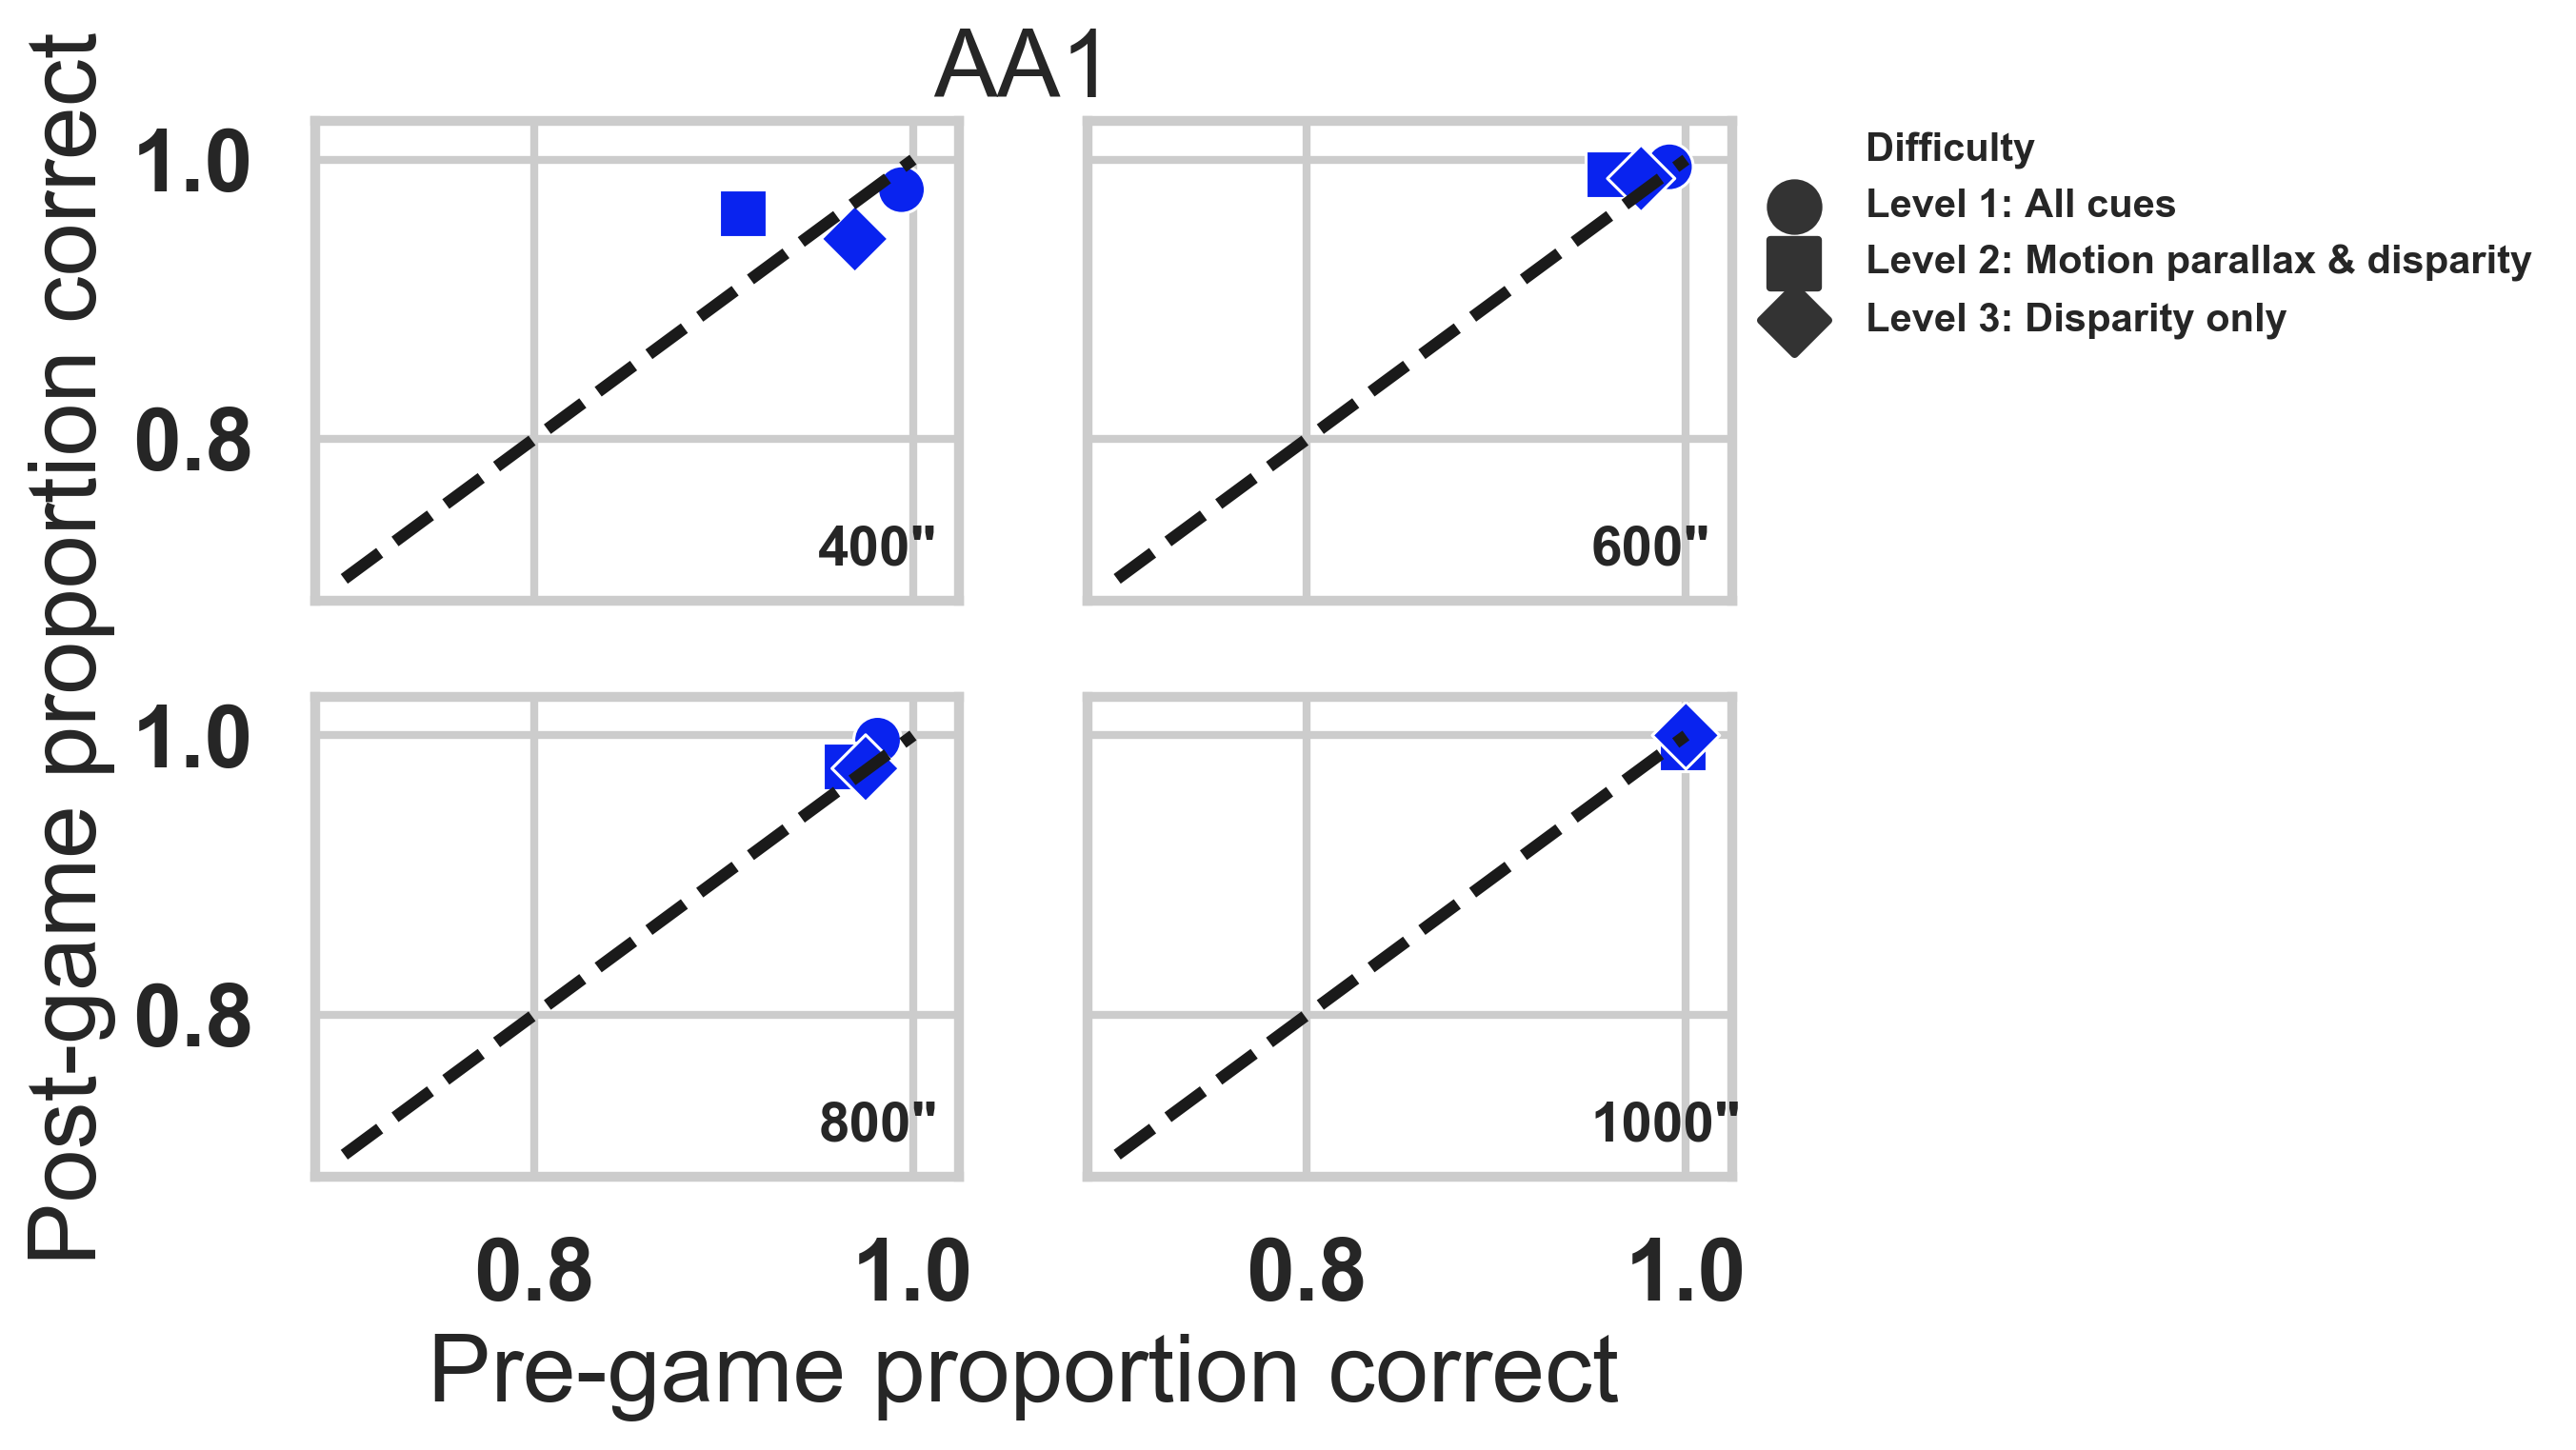 AA1
Post-game proportion correct
1.0
0.8
400"
600"
Difficulty
Level 1: All cues
Level 2: Motion parallax & disparity
Level 3: Disparity only
1.0
0.8
800"
1000"
0.8
1.0
0.8
1.0
Pre-game proportion correct